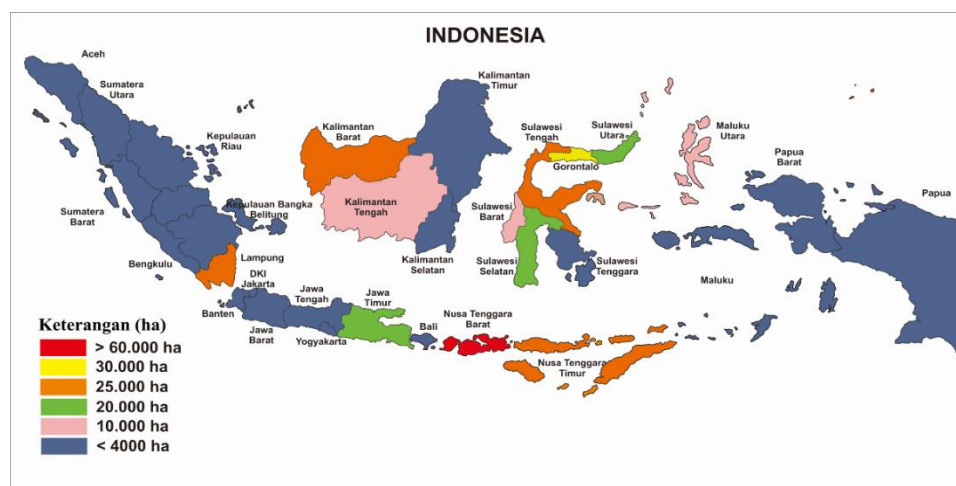 INDONESIA
Aceh
Sumatera
Utara
Kalimantan
Timur
Kepulauan
Riau
Kalimantan
Barat
Sulawesi
Tengah
Sulawesi
Utara
Maluku
Utara
Papua
Barat
Gorontalo
Papua
Sumatera
Barat
Kepulauan Bangka
Belitung
Kalimantan
Tengah
Sulawesi
Barat
Bengkulu
Lampung
Kalimantan
Selatan
Sulawesi
Selatan
Sulawesi
Tenggara
Maluku
DKI
Jakarta
Banten
Jawa
Barat
Jawa
Tengah
Yogyakarta
Jawa
Timur
Bali
Nusa Tenggara
Barat
Nusa Tenggara
Timur
Keterangan (ha)
> 60.000 ha
30.000 ha
25.000 ha
20.000 ha
10.000 ha
< 4000 ha